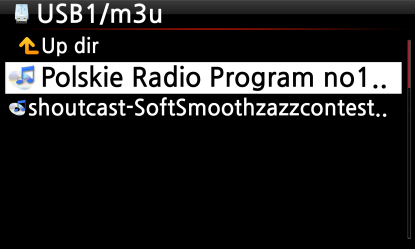 USB1/m3u
Up dir
Polskie Radio Program no1..
shoutcast-SoftSmoothzazzcontest..